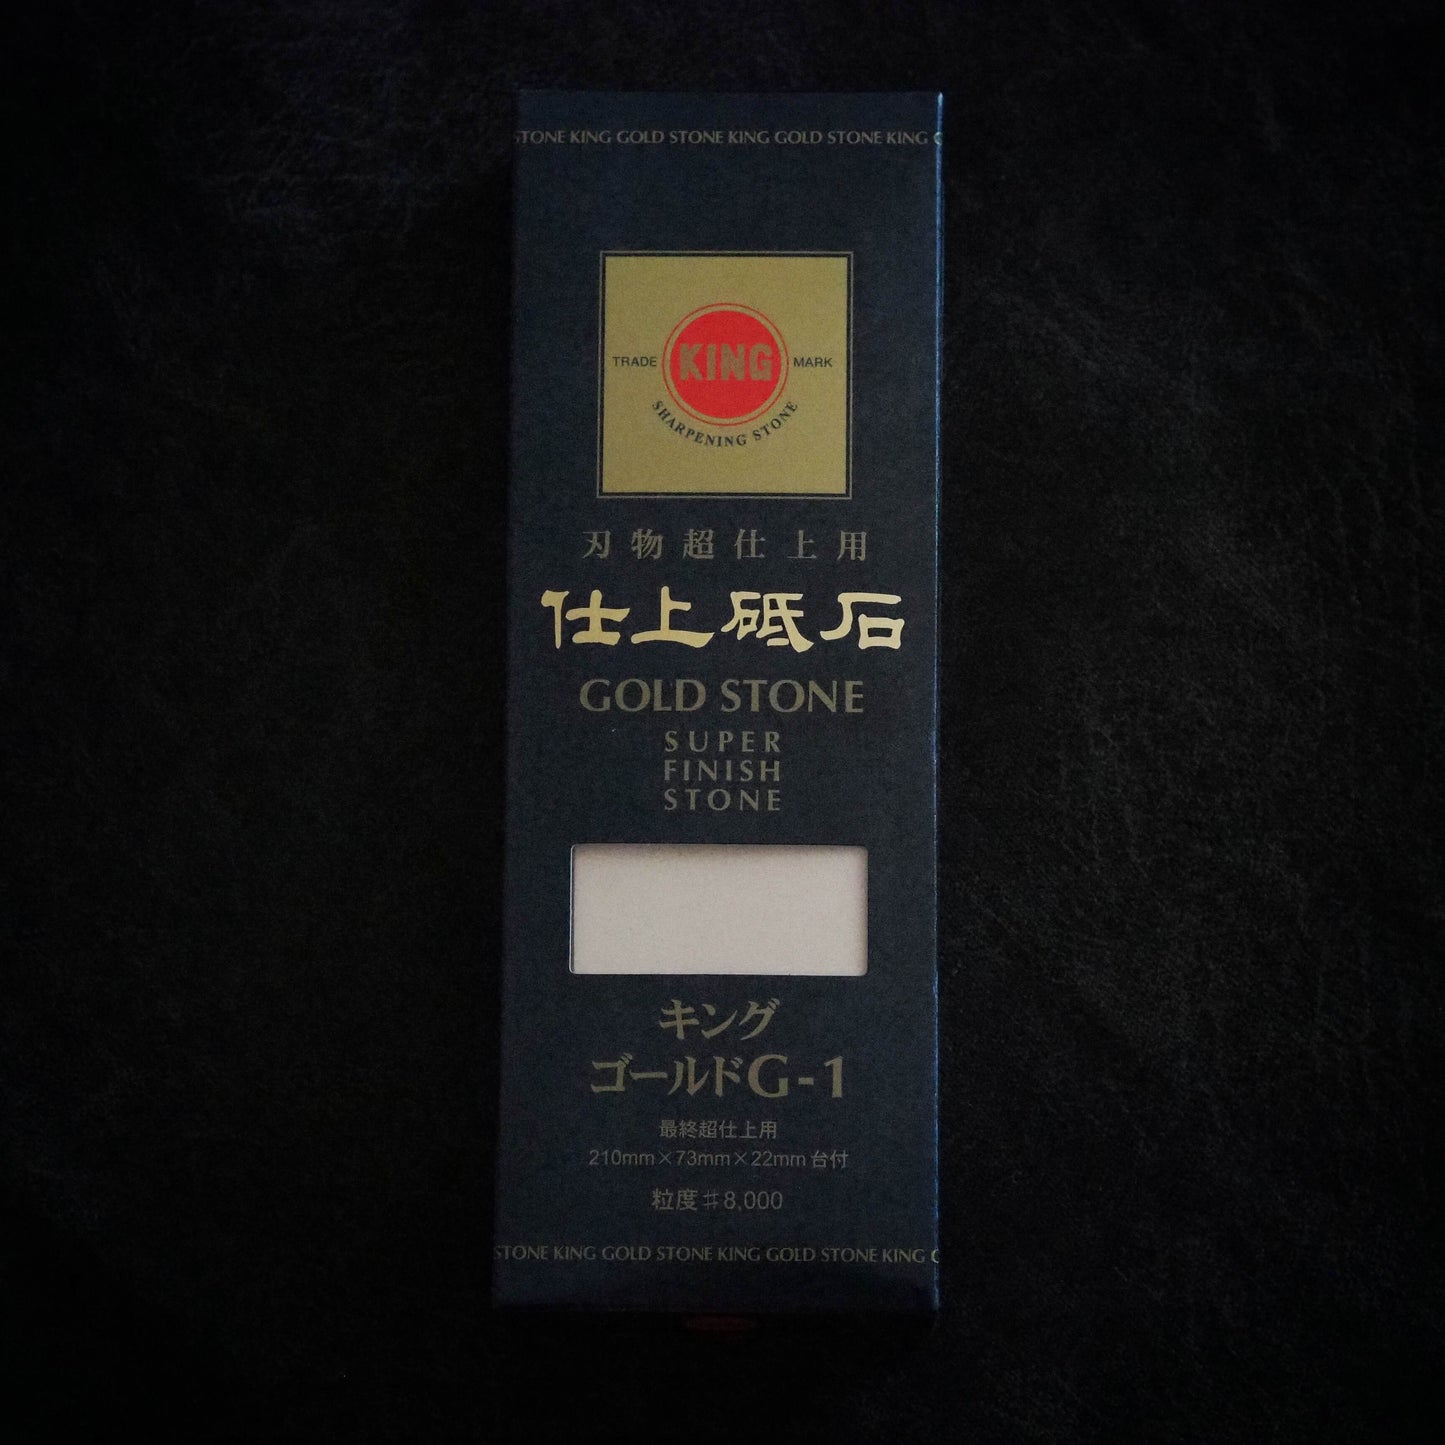 STONE KING GOLD STONE KING GOLD STONE KING G
TRADE KING MARK
SHARPENING STONE
刃物超仕上用
仕上砥石
GOLD STONE
SUPER
FINISH
STONE
キング
ゴールドG-1
最終超仕上用
210mm×73mm×22mm 台付
粒度#8,000
STONE KING GOLD STONE KING GOLD STONE KING G